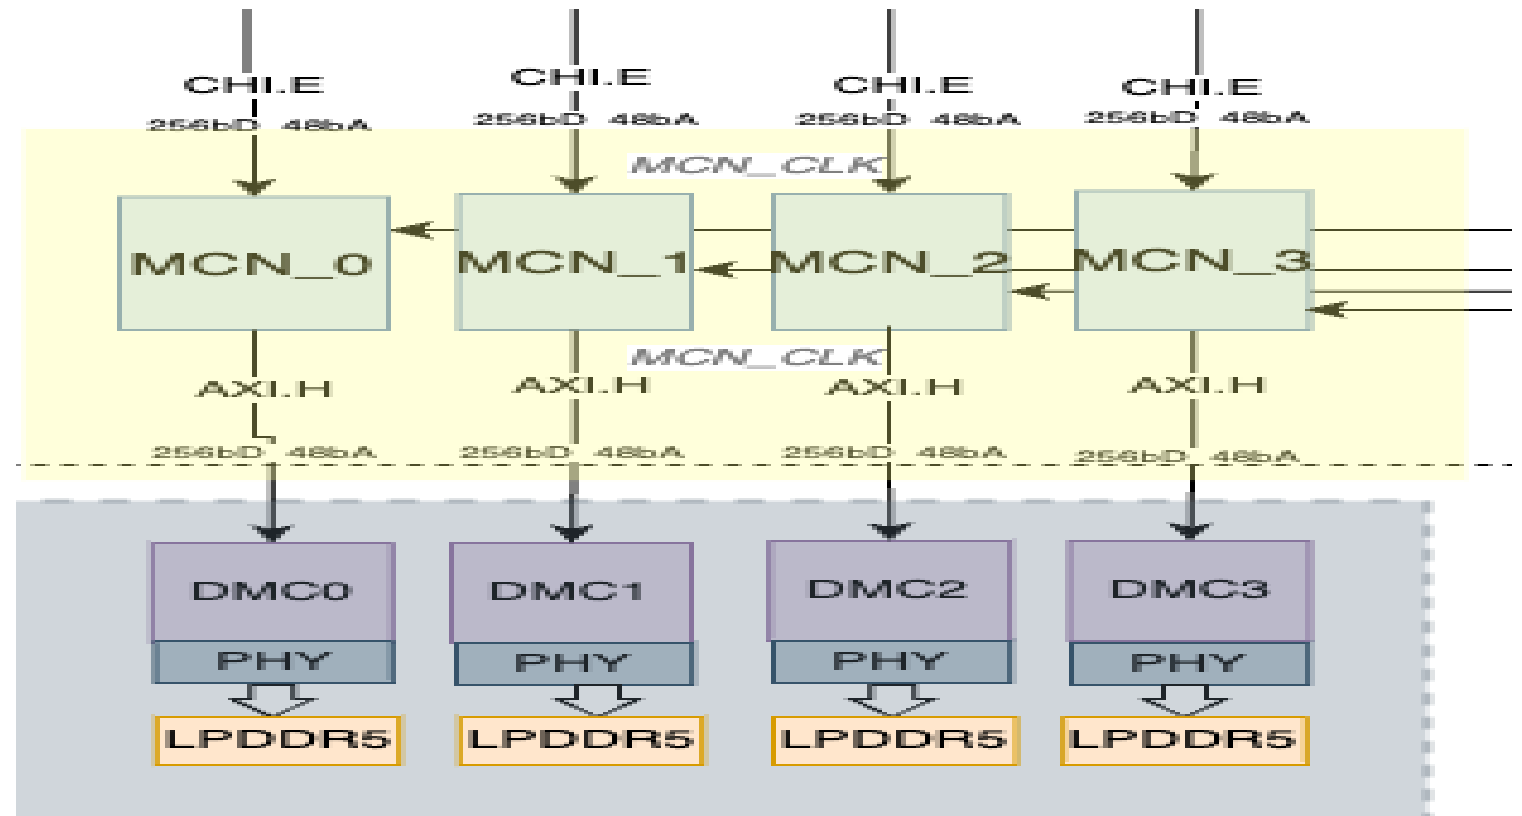 CHI.E CHI.E CHI.E CHI.E
256bD 48bA 256bD 48bA 256bD 48bA 256bD 48bA
MCN_CLK
MCN_0 MCN_1 MCN_2 MCN_3
MCN_CLK
AXI.H AXI.H AXI.H AXI.H
256bD 48bA 256bD 48bA 256bD 48bA 256bD 48bA
DMC0 DMC1 DMC2 DMC3
PHY PHY PHY PHY
LPDDR5 LPDDR5 LPDDR5 LPDDR5